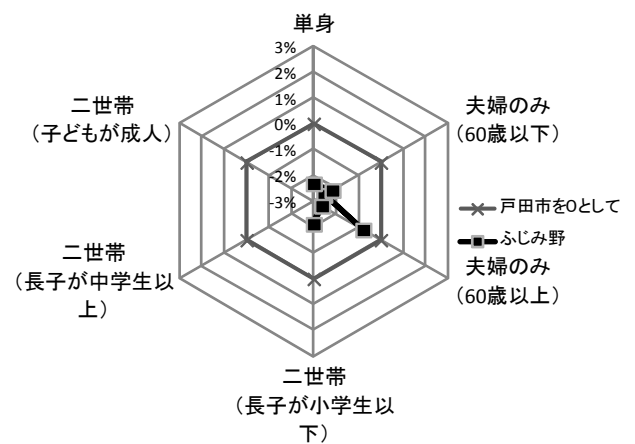 単身
3%
2%
1%
0%
-1%
-2%
-3%
夫婦のみ
（60歳以下）
夫婦のみ
（60歳以上）
二世帯
（長子が小学生以
下）
二世帯
（長子が中学生以
上）
二世帯
（子どもが成人）
戸田市を0として
ふじみ野